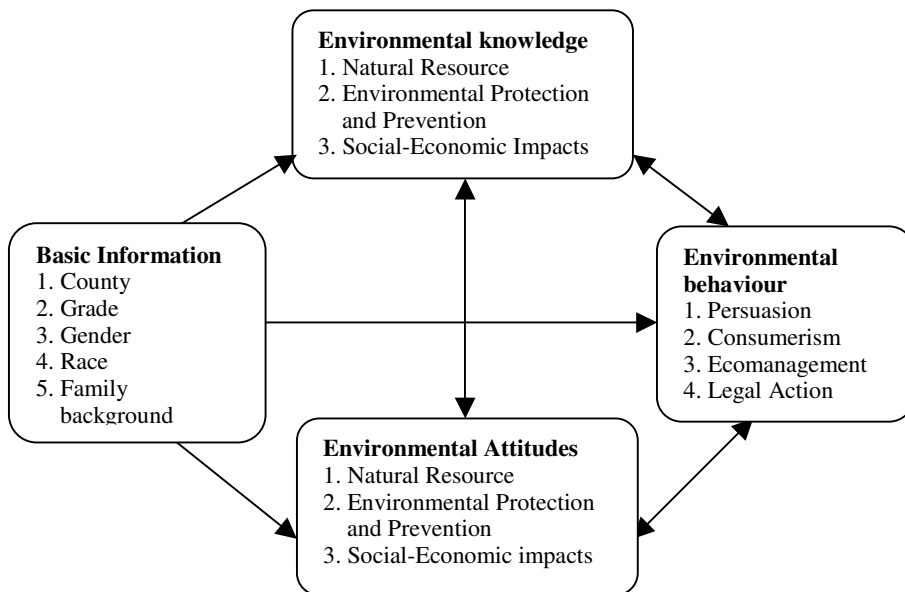 Environmental knowledge
1. Natural Resource
2. Environmental Protection
and Prevention
3. Social-Economic Impacts
Basic Information
1. County
2. Grade
3. Gender
4. Race
5. Family
background
Environmental
behaviour
1. Persuasion
2. Consumerism
3. Ecomanagement
4. Legal Action
Environmental Attitudes
1. Natural Resource
2. Environmental Protection
and Prevention
3. Social-Economic impacts